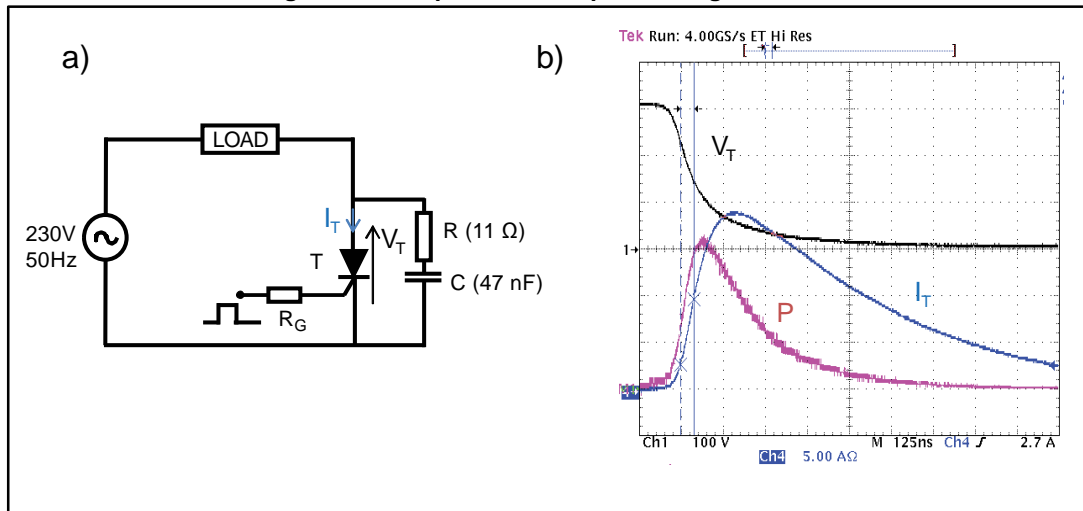 a)
LOAD
230V
50Hz
I_T
V_T
T
R (11 Ω)
C (47 nF)
R_G
b)
Tek Run: 4.00GS/s ET Hi Res
V_T
1
P
I_T
Ch1 100 V M 125ns Ch4 2.7 A
Ch4 5.00 AΩ